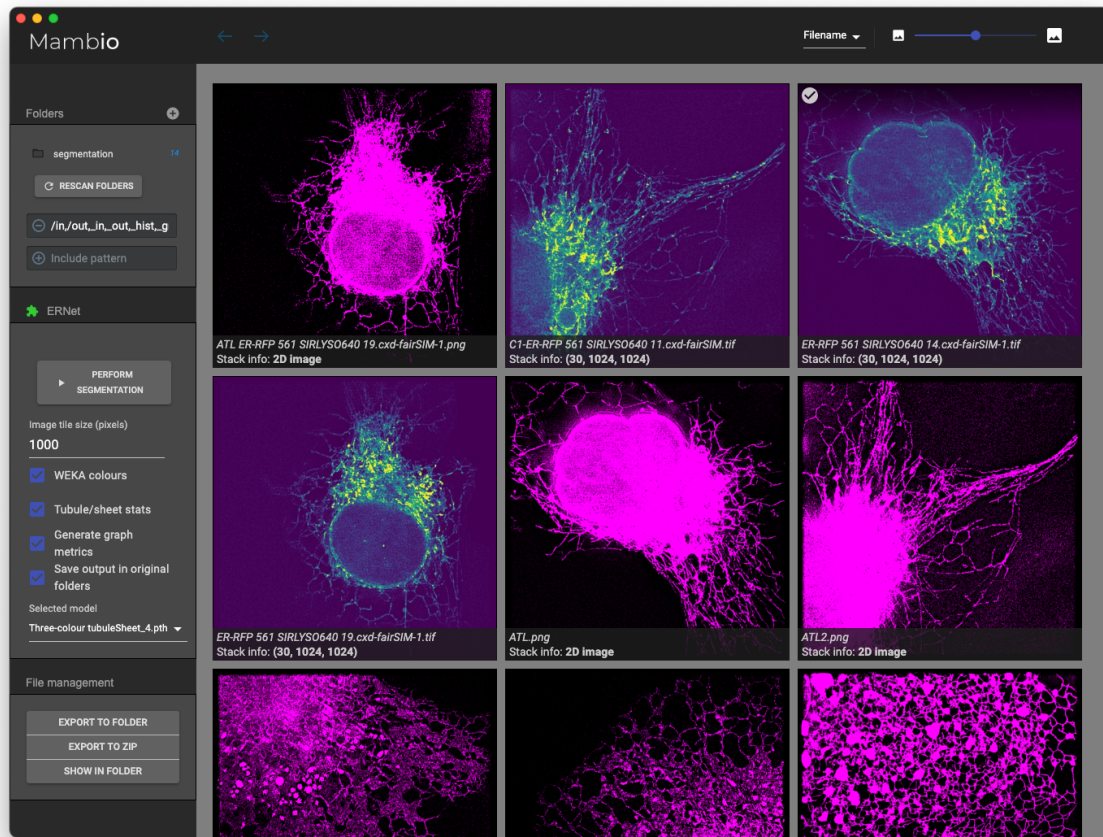 Mambio
Filename
Folders
segmentation 14
RESCAN FOLDERS
/in,/out,_in,_out,_hist,_g
Include pattern
ERNet
PERFORM
SEGMENTATION
Image tile size (pixels)
1000
WEKA colours
Tubule/sheet stats
Generate graph
metrics
Save output in original
folders
Selected model
Three-colour tubuleSheet_4.pth
File management
EXPORT TO FOLDER
EXPORT TO ZIP
SHOW IN FOLDER
ATL ER-RFP 561 SIRLYSO640 19.cxd-fairSIM-1.png
Stack info: 2D image
C1-ER-RFP 561 SIRLYSO640 11.cxd-fairSIM.tif
Stack info: (30, 1024, 1024)
ER-RFP 561 SIRLYSO640 14.cxd-fairSIM-1.tif
Stack info: (30, 1024, 1024)
ER-RFP 561 SIRLYSO640 19.cxd-fairSIM-1.tif
Stack info: (30, 1024, 1024)
ATL.png
Stack info: 2D image
ATL2.png
Stack info: 2D image